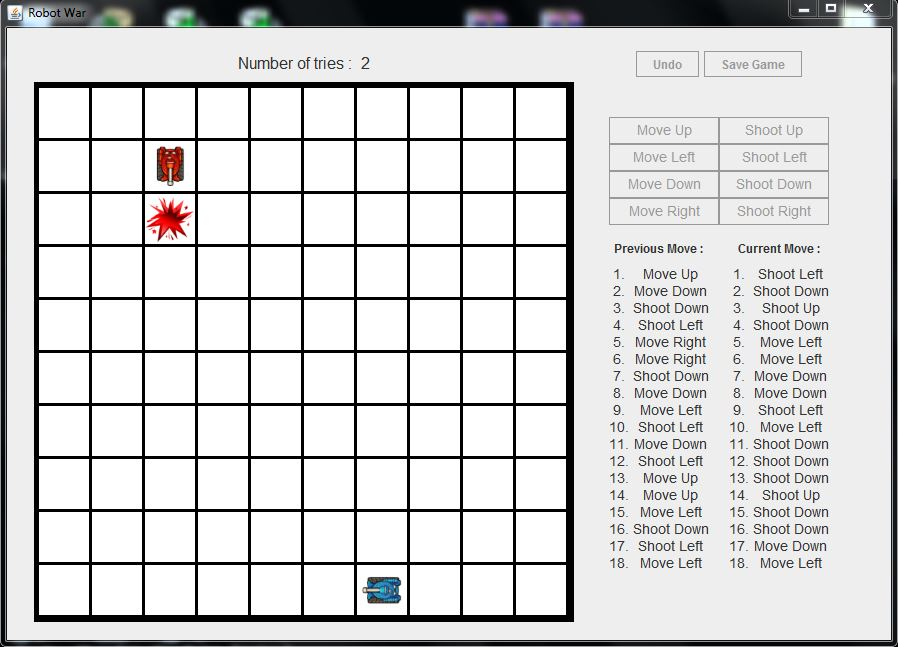 Robot War
Number of tries : 2
Undo Save Game
Move Up Shoot Up
Move Left Shoot Left
Move Down Shoot Down
Move Right Shoot Right
Previous Move : Current Move :
1. Move Up 1. Shoot Left
2. Move Down 2. Shoot Down
3. Shoot Down 3. Shoot Up
4. Shoot Left 4. Shoot Down
5. Move Right 5. Move Left
6. Move Right 6. Move Left
7. Shoot Down 7. Move Down
8. Move Down 8. Move Down
9. Move Left 9. Shoot Left
10. Shoot Left 10. Move Left
11. Move Down 11. Shoot Down
12. Shoot Left 12. Shoot Down
13. Move Up 13. Shoot Down
14. Move Up 14. Shoot Up
15. Move Left 15. Shoot Down
16. Shoot Down 16. Shoot Down
17. Shoot Left 17. Move Down
18. Move Left 18. Move Left